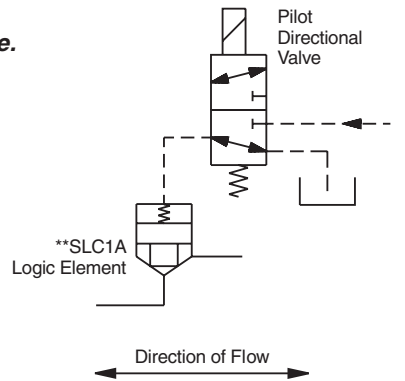 e.
Pilot
Directional
Valve
**SLC1A
Logic Element
Direction of Flow